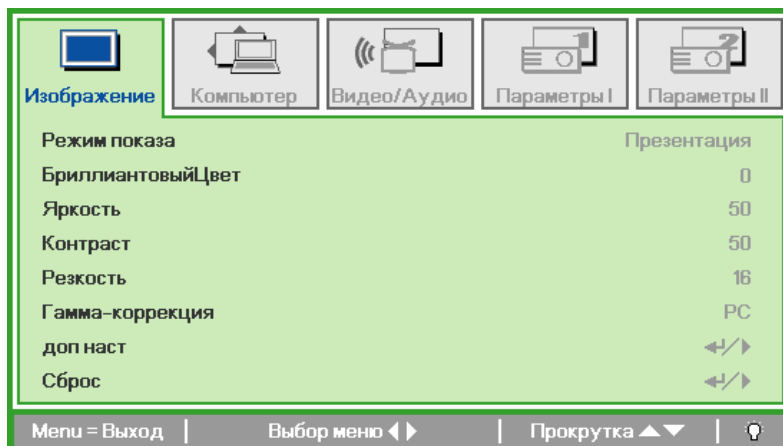 Изображение Компьютер Видео/Аудио Параметры I Параметры II
Режим показа Презентация
БриллиантовыйЦвет 0
Яркость 50
Контраст 50
Резкость 16
Гамма-коррекция PC
доп наст
Сброс
Menu = Выход Выбор меню Прокрутка